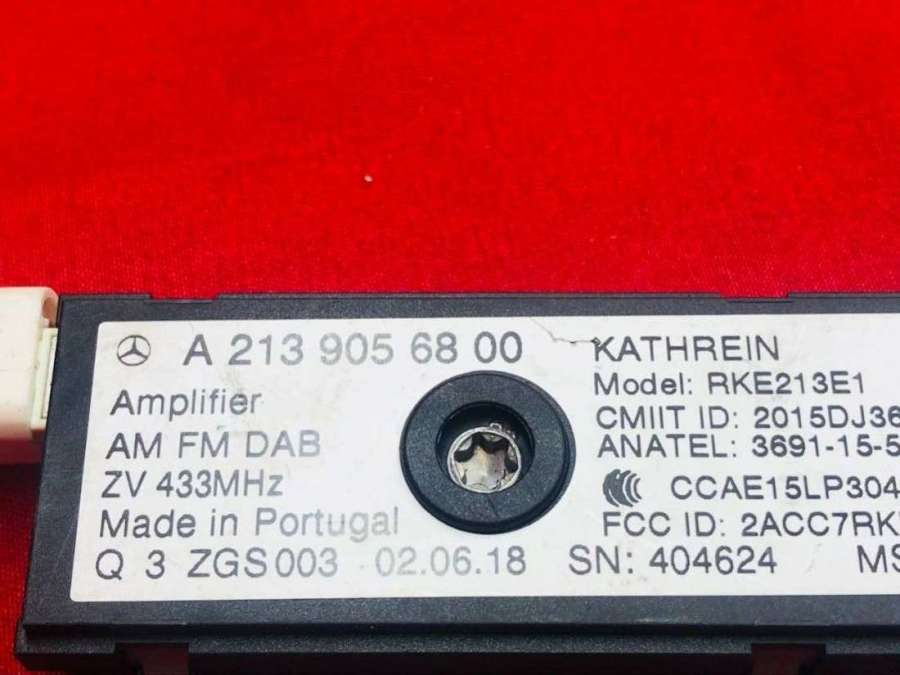 A 213 905 68 00
Amplifier
AM FM DAB
ZV 433MHz
Made in Portugal
Q 3 ZGS003 02.06.18
KATHREIN
Model: RKE213E1
CMIIT ID: 2015DJ36
ANATEL: 3691-15-5
CCAE15LP304
FCC ID: 2ACC7RK
SN: 404624 MS